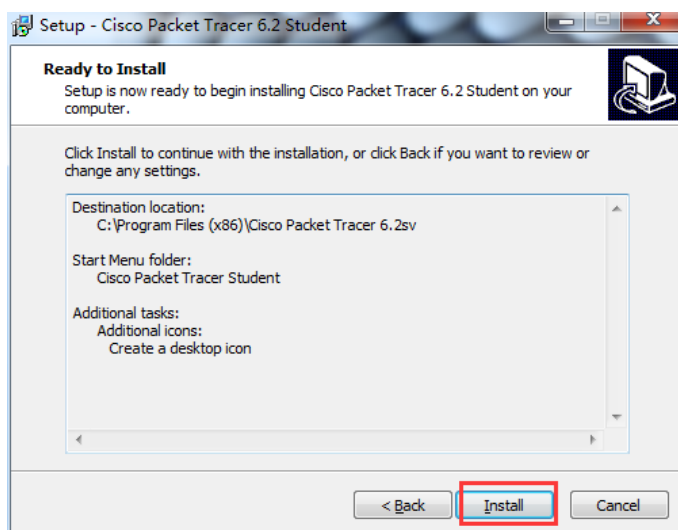 Setup - Cisco Packet Tracer 6.2 Student
Ready to Install
Setup is now ready to begin installing Cisco Packet Tracer 6.2 Student on your
computer.
Click Install to continue with the installation, or click Back if you want to review or
change any settings.
Destination location:
C:\Program Files (x86)\Cisco Packet Tracer 6.2sv
Start Menu folder:
Cisco Packet Tracer Student
Additional tasks:
Additional icons:
Create a desktop icon
< Back Install Cancel